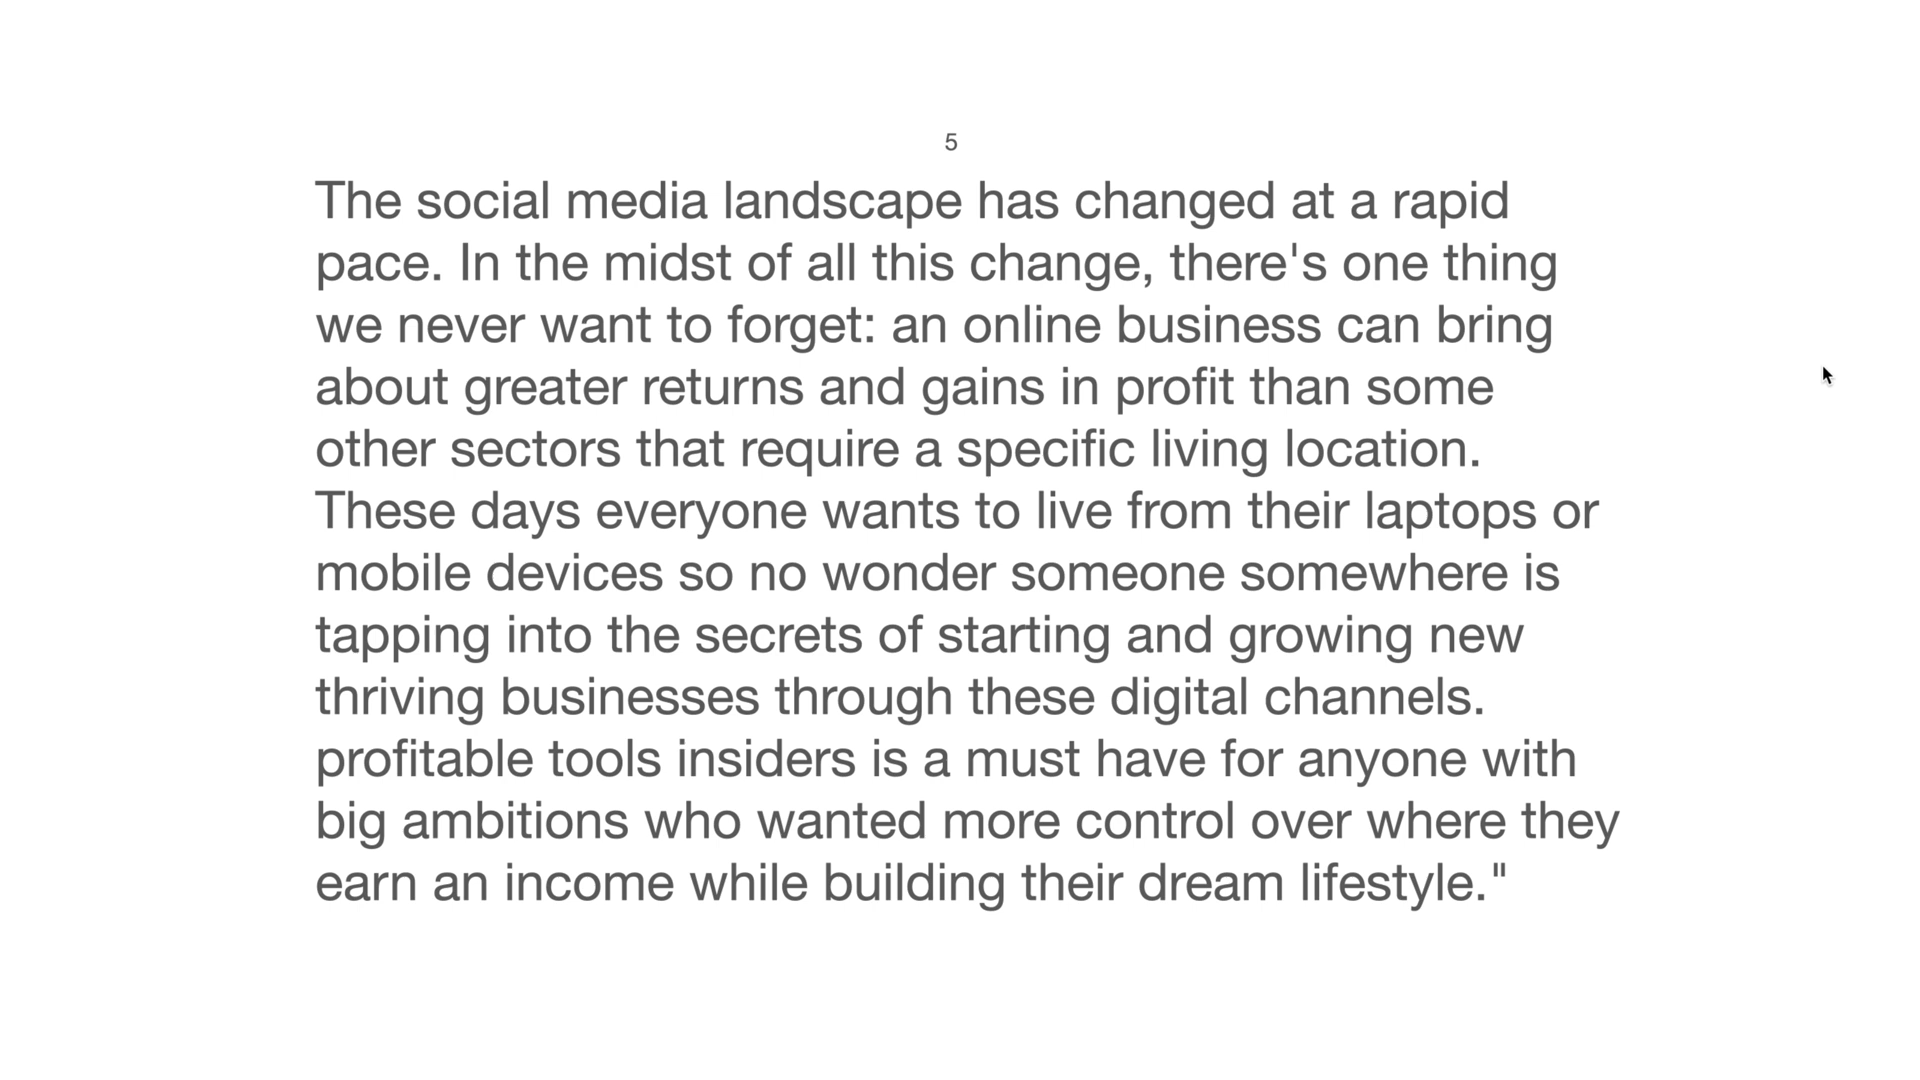 5
The social media landscape has changed at a rapid
pace. In the midst of all this change, there's one thing
we never want to forget: an online business can bring
about greater returns and gains in profit than some
other sectors that require a specific living location.
These days everyone wants to live from their laptops or
mobile devices so no wonder someone somewhere is
tapping into the secrets of starting and growing new
thriving businesses through these digital channels.
profitable tools insiders is a must have for anyone with
big ambitions who wanted more control over where they
earn an income while building their dream lifestyle."